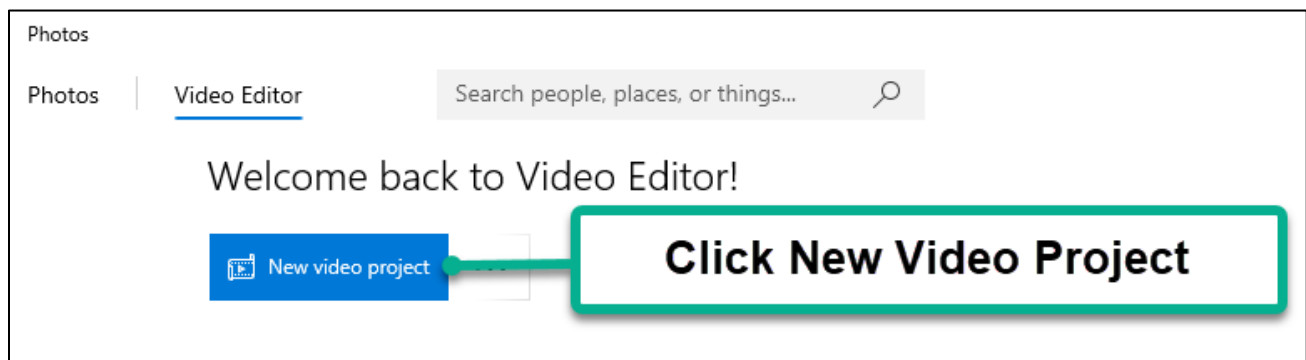 Photos
Photos Video Editor Search people, places, or things...
Welcome back to Video Editor!
New video project
Click New Video Project